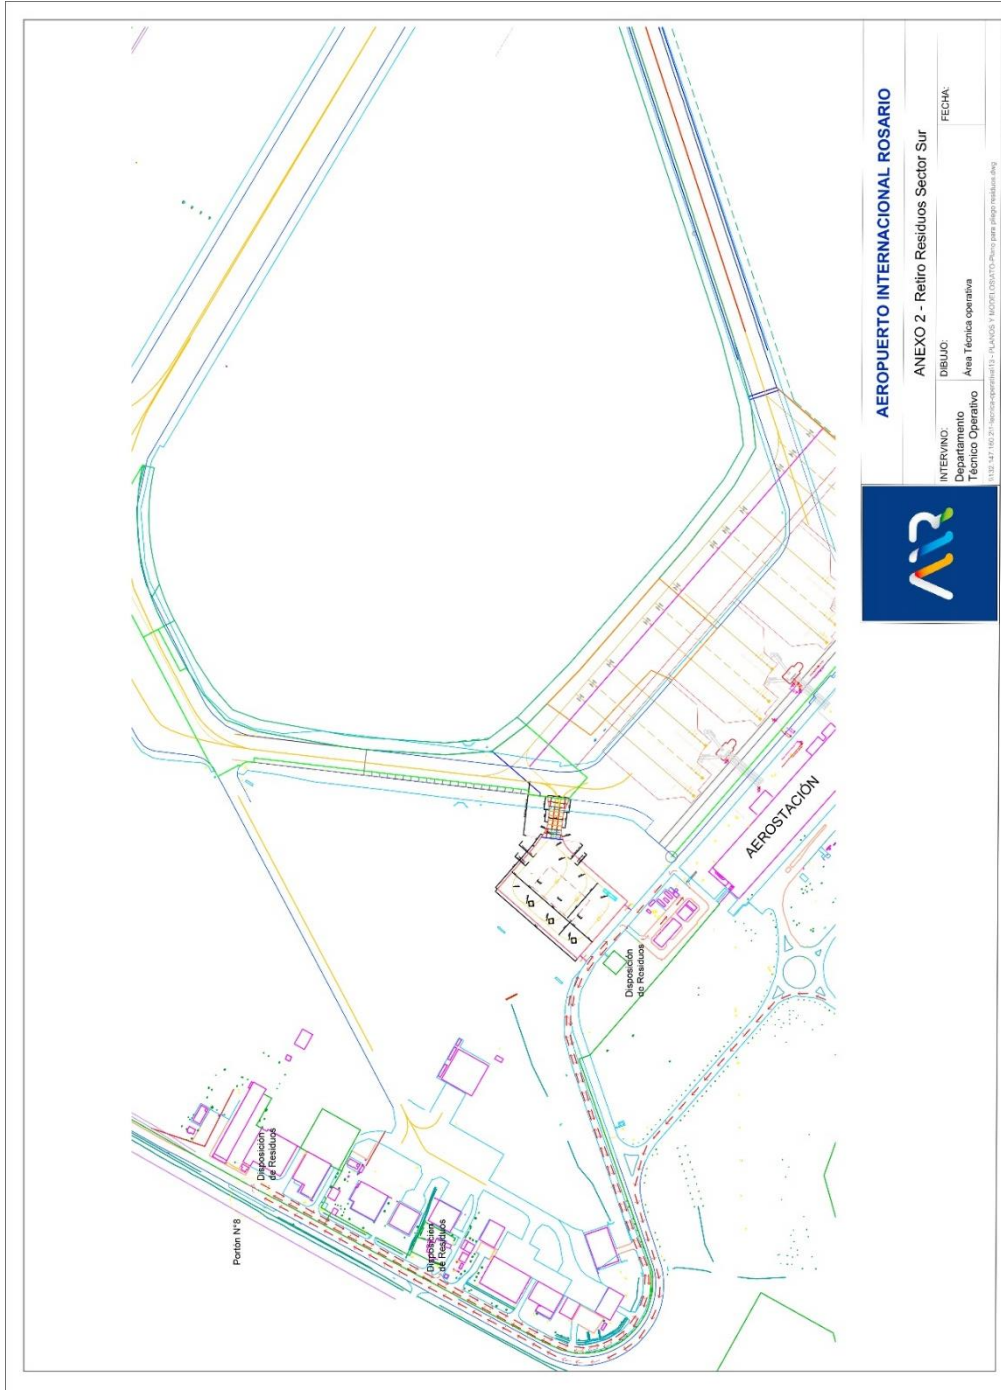 AEROPUERTO INTERNACIONAL ROSARIO
ANEXO 2 - Retiro Residuos Sector Sur
INTERVINO:
Departamento
Técnico Operativo
DIBUJO:
Área Técnica operativa
FECHA:
AIR
AEROSTACIÓN
Disposición
de Residuos
Disposición
de Residuos
Disposición
de Residuos
Portón N°8